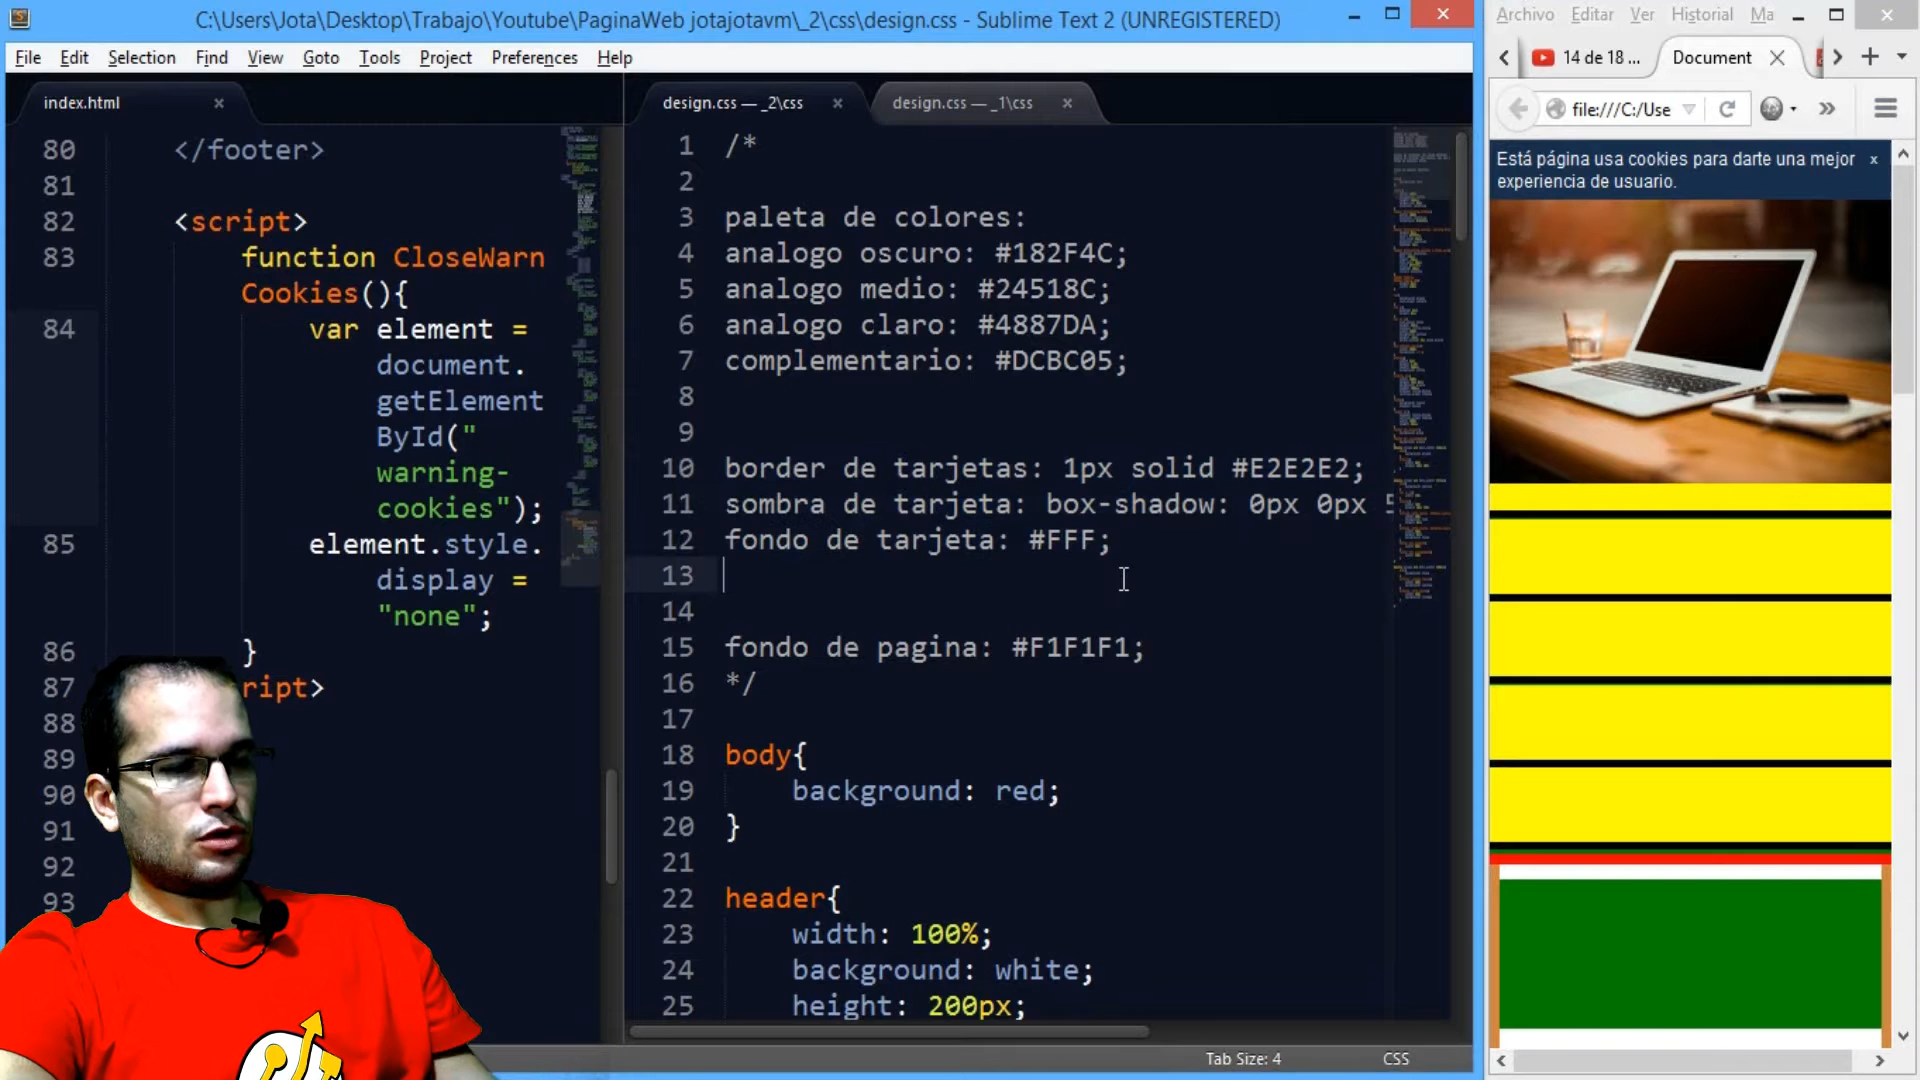 C:\Users\Jota\Desktop\Trabajo\Youtube\PaginaWeb jotajotavm\_2\css\design.css - Sublime Text 2 (UNREGISTERED)
File Edit Selection Find View Goto Tools Project Preferences Help
index.html ×
80 </footer>
81
82 <script>
83 function CloseWarn
Cookies(){
84 var element =
document.
getElement
ById("
warning-
cookies");
85 element.style.
display =
"none";
86 }
87 ript>
88
89
90
91
92
93
design.css — _2\css × design.css — _1\css ×
1 /*
2
3 paleta de colores:
4 analogo oscuro: #182F4C;
5 analogo medio: #24518C;
6 analogo claro: #4887DA;
7 complementario: #DCBC05;
8
9
10 border de tarjetas: 1px solid #E2E2E2;
11 sombra de tarjeta: box-shadow: 0px 0px
12 fondo de tarjeta: #FFF;
13
14
15 fondo de pagina: #F1F1F1;
16 */
17
18 body{
19 background: red;
20 }
21
22 header{
23 width: 100%;
24 background: white;
25 height: 200px;
Tab Size: 4 CSS
Archivo Editar Ver Historial Ma
14 de 18 ... Document
file:///C:/Use
Está página usa cookies para darte una mejor x
experiencia de usuario.